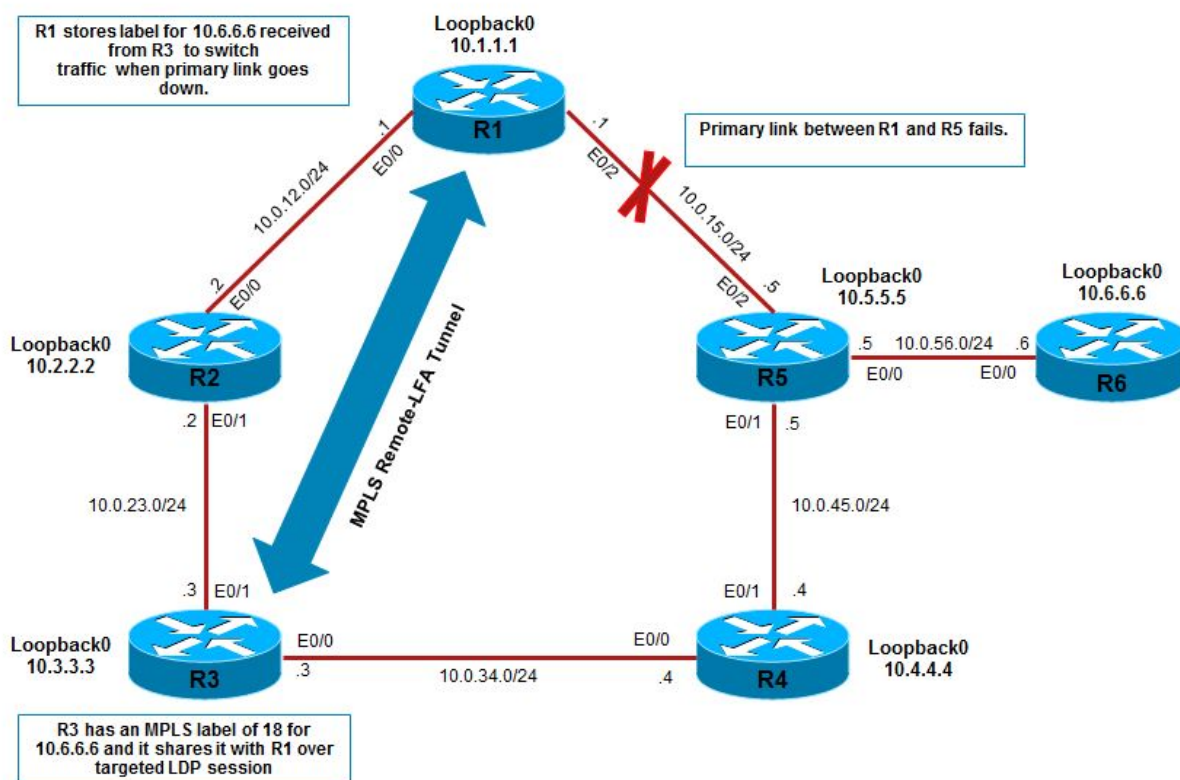 R1 stores label for 10.6.6.6 received
from R3 to switch
traffic when primary link goes
down.
Loopback0
10.1.1.1
R1
.1
E0/0
.1
E0/2
Primary link between R1 and R5 fails.
10.0.12.0/24
10.0.15.0/24
.2
E0/0
.5
E0/2
Loopback0
10.2.2.2
R2
Loopback0
10.5.5.5
R5
Loopback0
10.6.6.6
.5
10.0.56.0/24
.6
E0/0
E0/0
R6
MPLS Remote-LFA Tunnel
.2
E0/1
E0/1
.5
10.0.23.0/24
10.0.45.0/24
.3
E0/1
E0/1
.4
Loopback0
10.3.3.3
R3
E0/0
.3
10.0.34.0/24
E0/0
.4
R4
Loopback0
10.4.4.4
R3 has an MPLS label of 18 for
10.6.6.6 and it shares it with R1 over
targeted LDP session